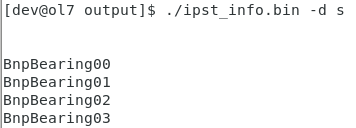 [dev@ol7 output]$ ./ipst_info.bin -d s
BnpBearing00
BnpBearing01
BnpBearing02
BnpBearing03